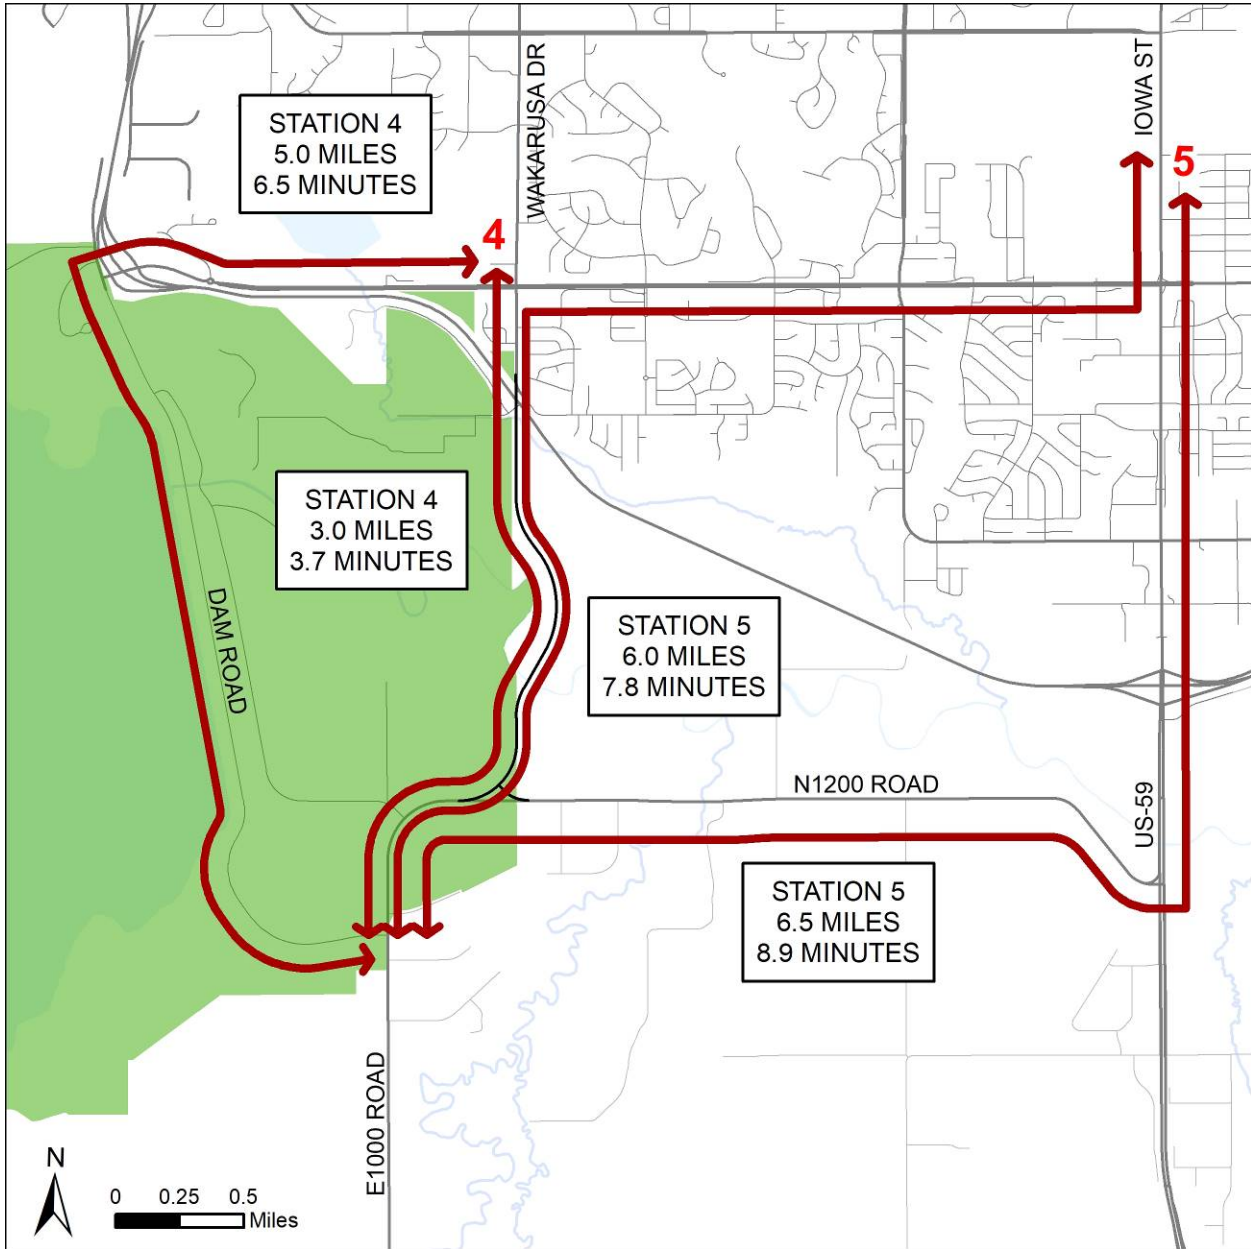 WAKARUSA DR
IOWA ST
STATION 4
5.0 MILES
6.5 MINUTES
5
4
STATION 4
3.0 MILES
3.7 MINUTES
DAM ROAD
STATION 5
6.0 MILES
7.8 MINUTES
N1200 ROAD
US-59
STATION 5
6.5 MILES
8.9 MINUTES
E1000 ROAD
N
0 0.25 0.5
Miles